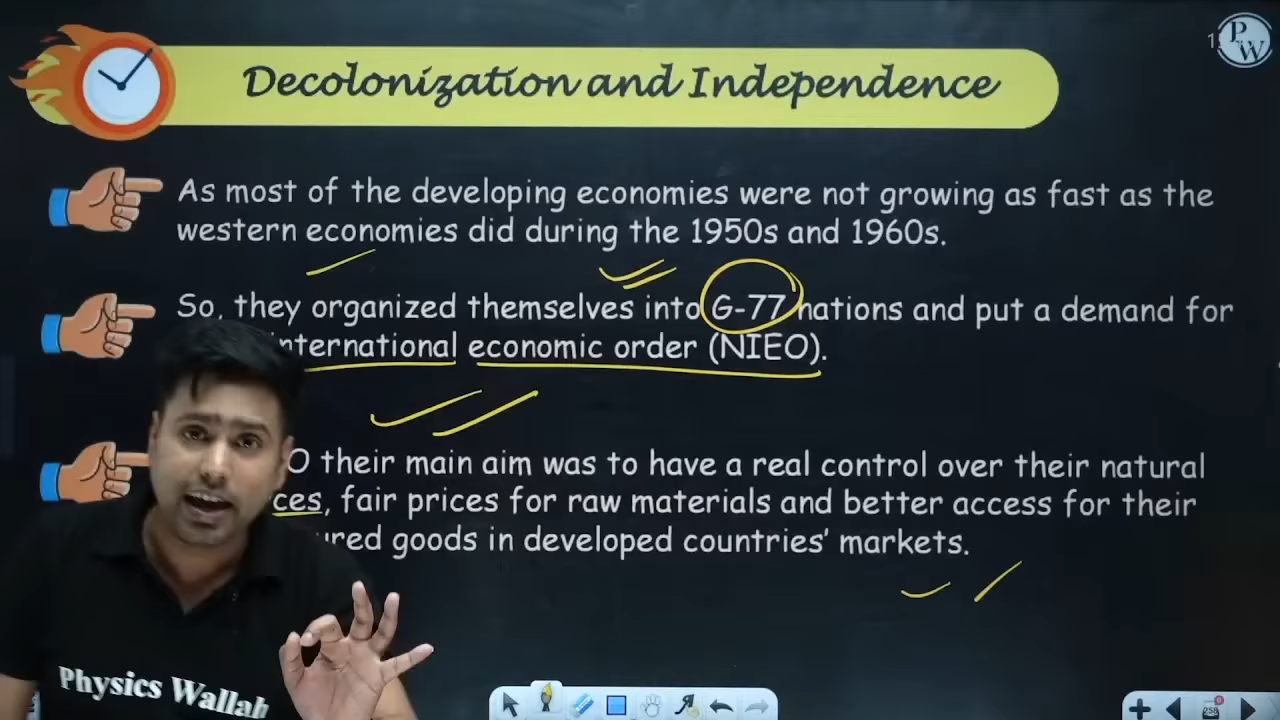 P
W
Decolonization and Independence
As most of the developing economies were not growing as fast as the
western economies did during the 1950s and 1960s.
So, they organized themselves into G-77 nations and put a demand for
international economic order (NIEO).
O their main aim was to have a real control over their natural
ces, fair prices for raw materials and better access for their
ured goods in developed countries' markets.
Physics Wallah
258